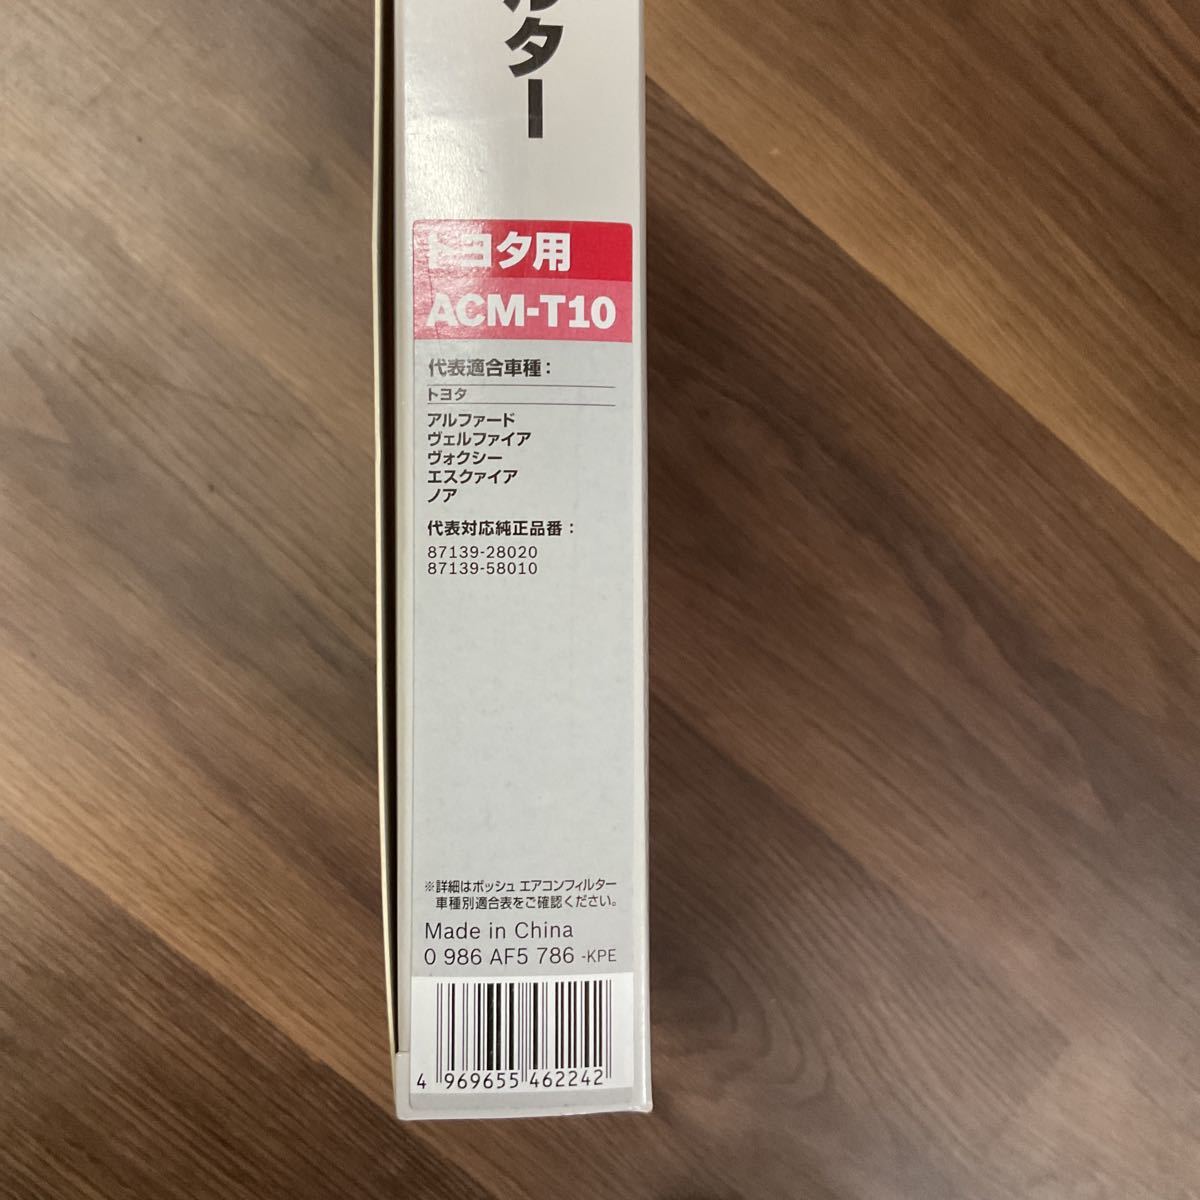 ルター
トヨタ用
ACM-T10
代表適合車種：
トヨタ
アルファード
ヴェルファイア
ヴォクシー
エスクァイア
ノア
代表対応純正品番：
87139-28020
87139-58010
※詳細はボッシュ エアコンフィルター
車種別適合表をご確認ください。
Made in China
0 986 AF5 786 -KPE
4 969655 462242